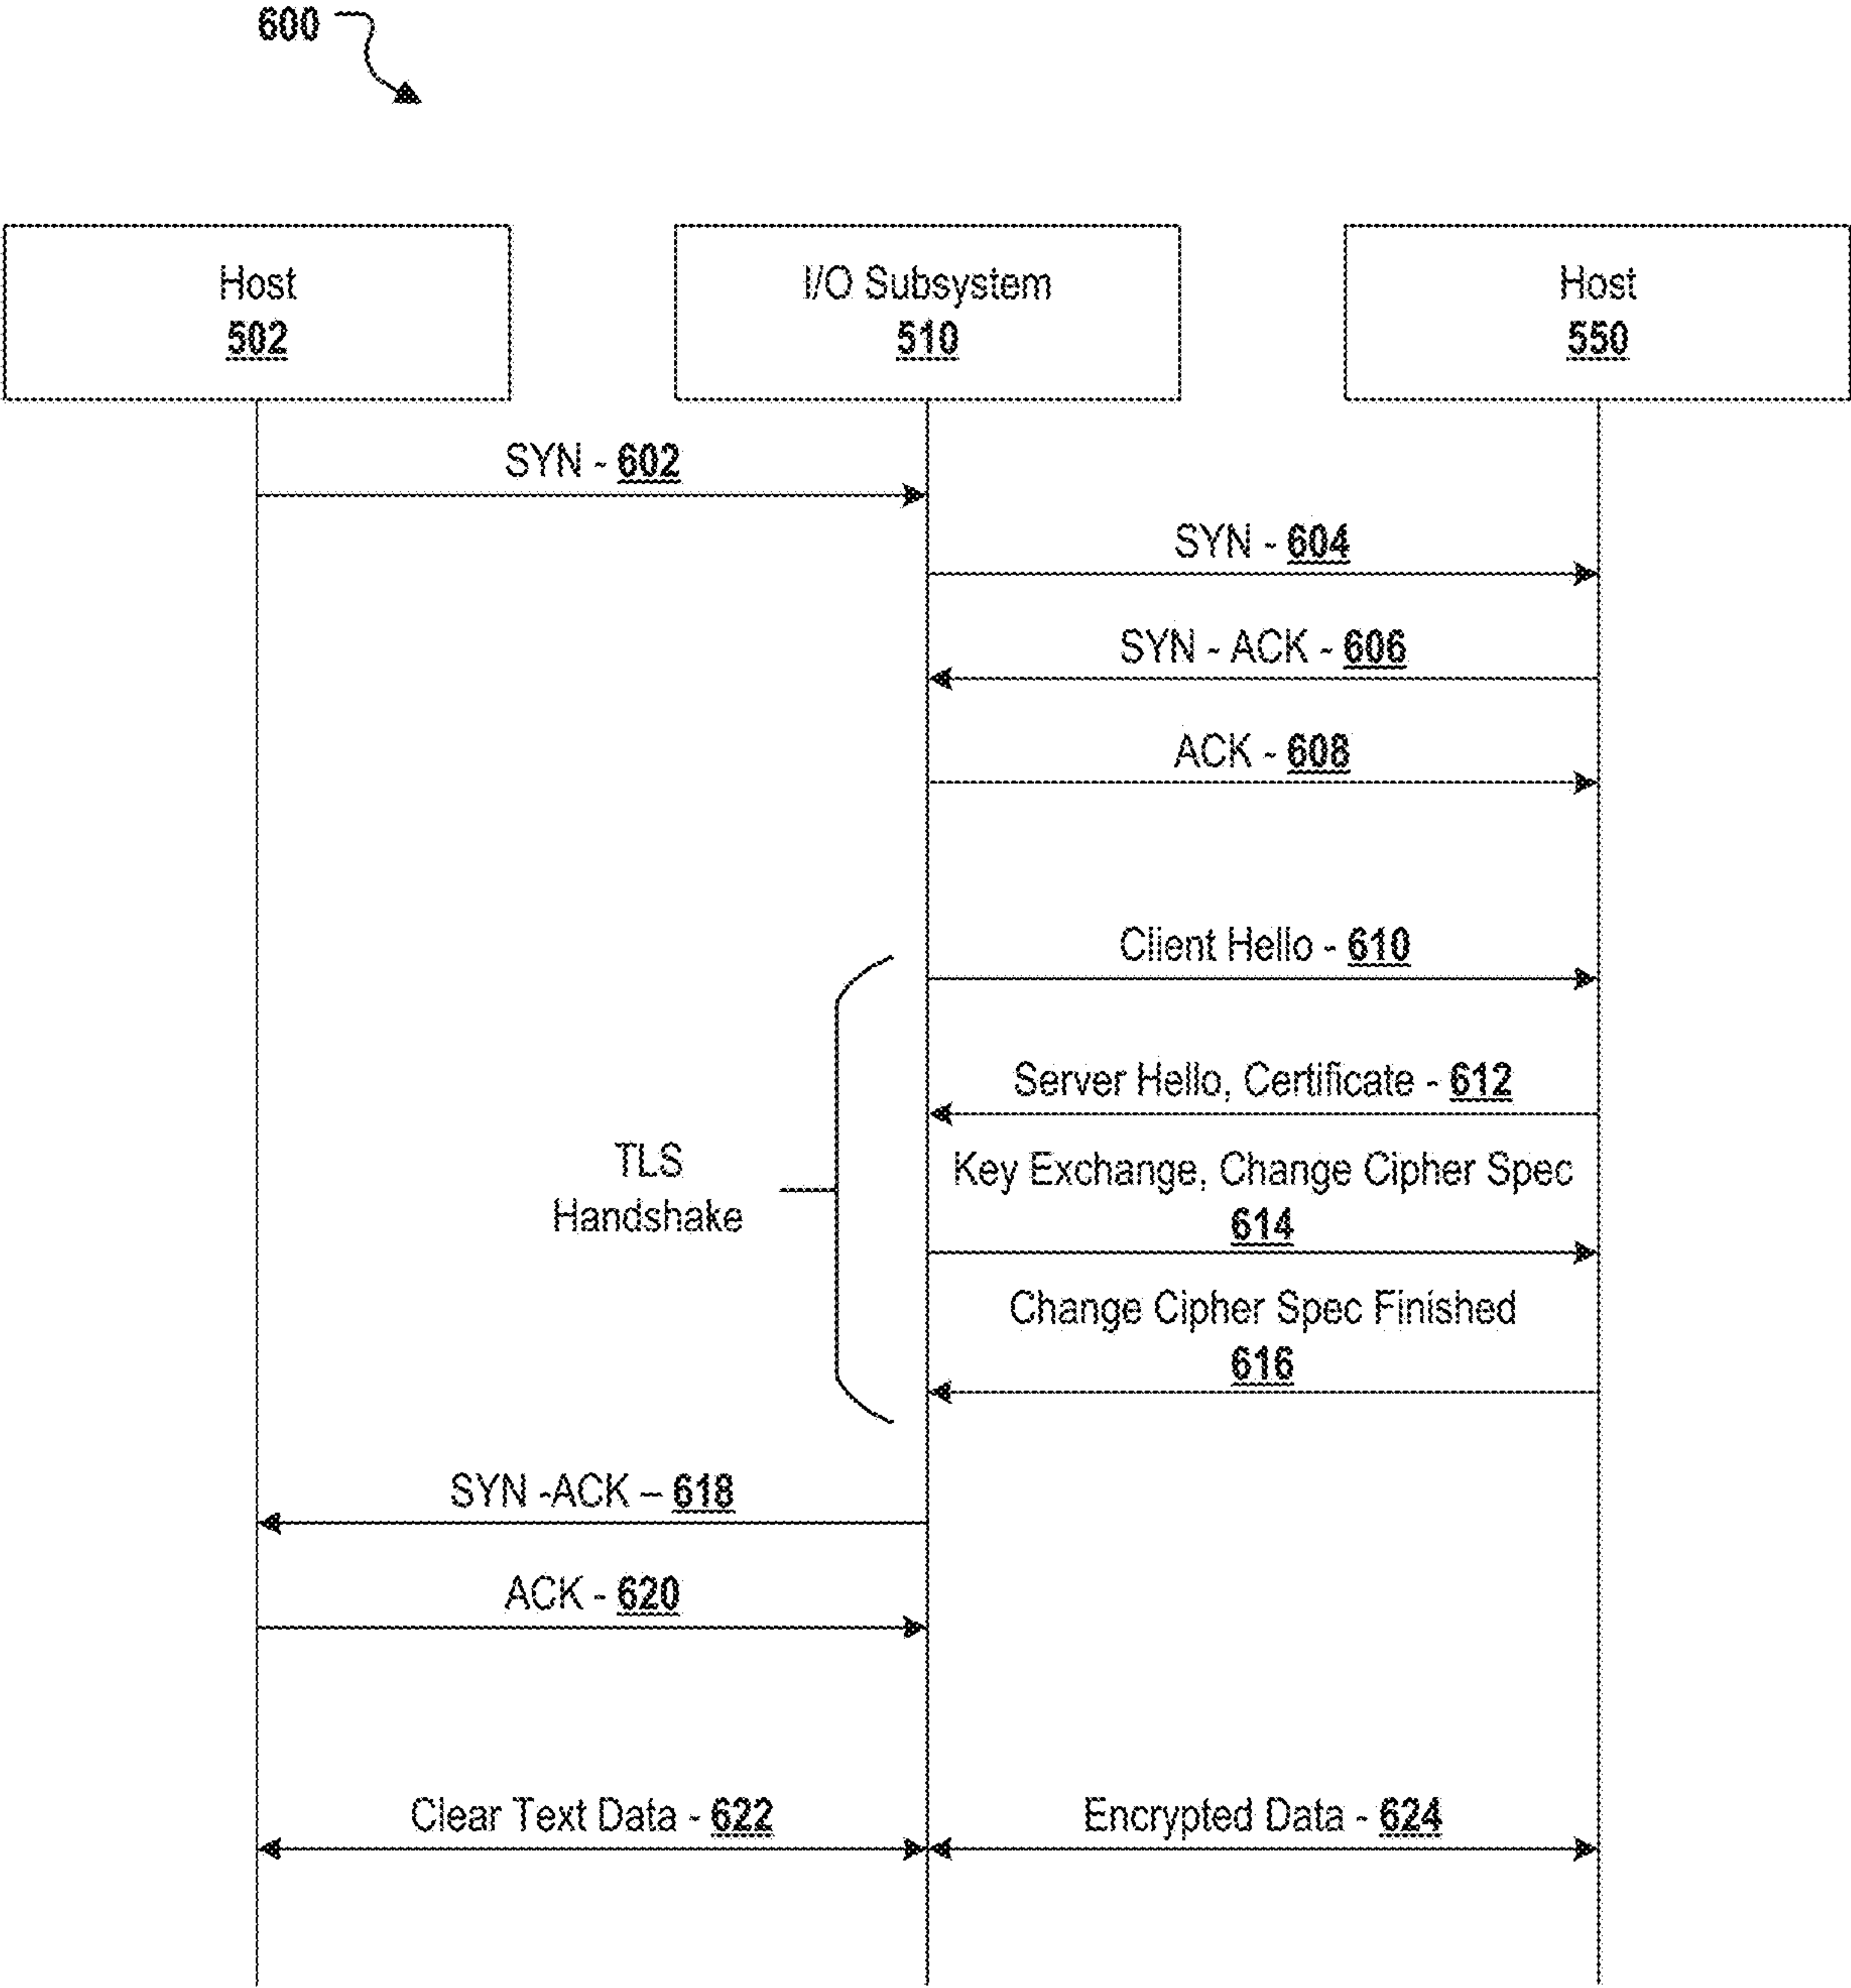 600
Host
502
I/O Subsystem
510
Host
550
SYN - 602
SYN - 604
SYN - ACK - 606
ACK - 608
Client Hello - 610
Server Hello, Certificate - 612
TLS
Handshake
Key Exchange, Change Cipher Spec
614
Change Cipher Spec Finished
616
SYN -ACK – 618
ACK - 620
Clear Text Data - 622
Encrypted Data - 624